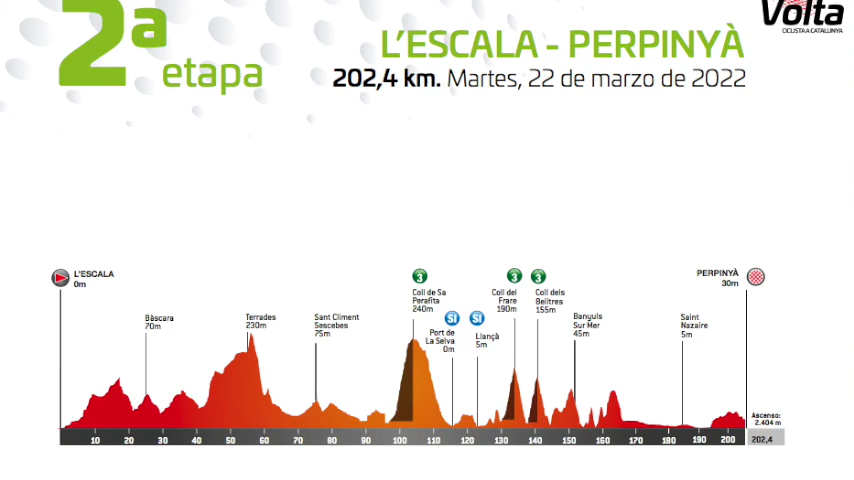 2ª
etapa
L'ESCALA - PERPINYÀ
202,4 km. Martes, 22 de marzo de 2022
Volta
CICLISTA A CATALUNYA
L'ESCALA
0m
Bàscara
70m
Terrades
230m
Sant Climent
Sescebes
75m
3
Coll de Sa
Perafita
240m
SI
Port de
La Selva
0m
SI
Llançà
5m
3
Coll del
Frare
190m
3
Coll dels
Belitres
155m
Banyuls
Sur Mer
45m
Saint
Nazaire
5m
PERPINYÀ
30m
Ascenso:
2.404 m
10 20 30 40 50 60 70 80 90 100 110 120 130 140 150 150 170 180 190 200 202,4